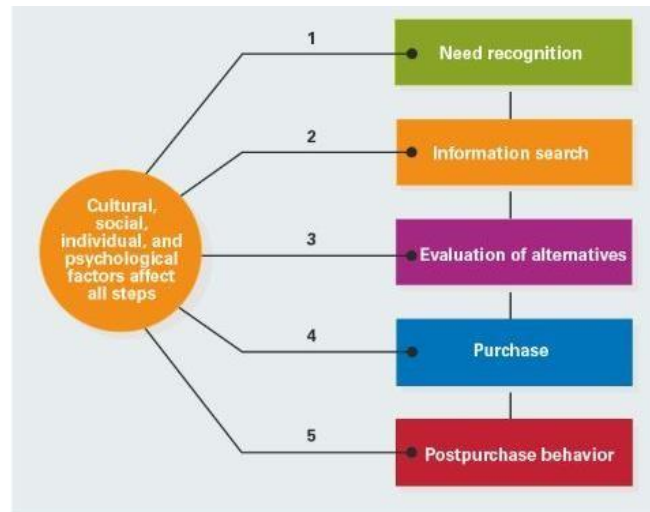 1
Need recognition
2
Information search
Cultural,
social,
individual, and
psychological
factors affect
all steps
3
Evaluation of alternatives
4
Purchase
5
Postpurchase behavior